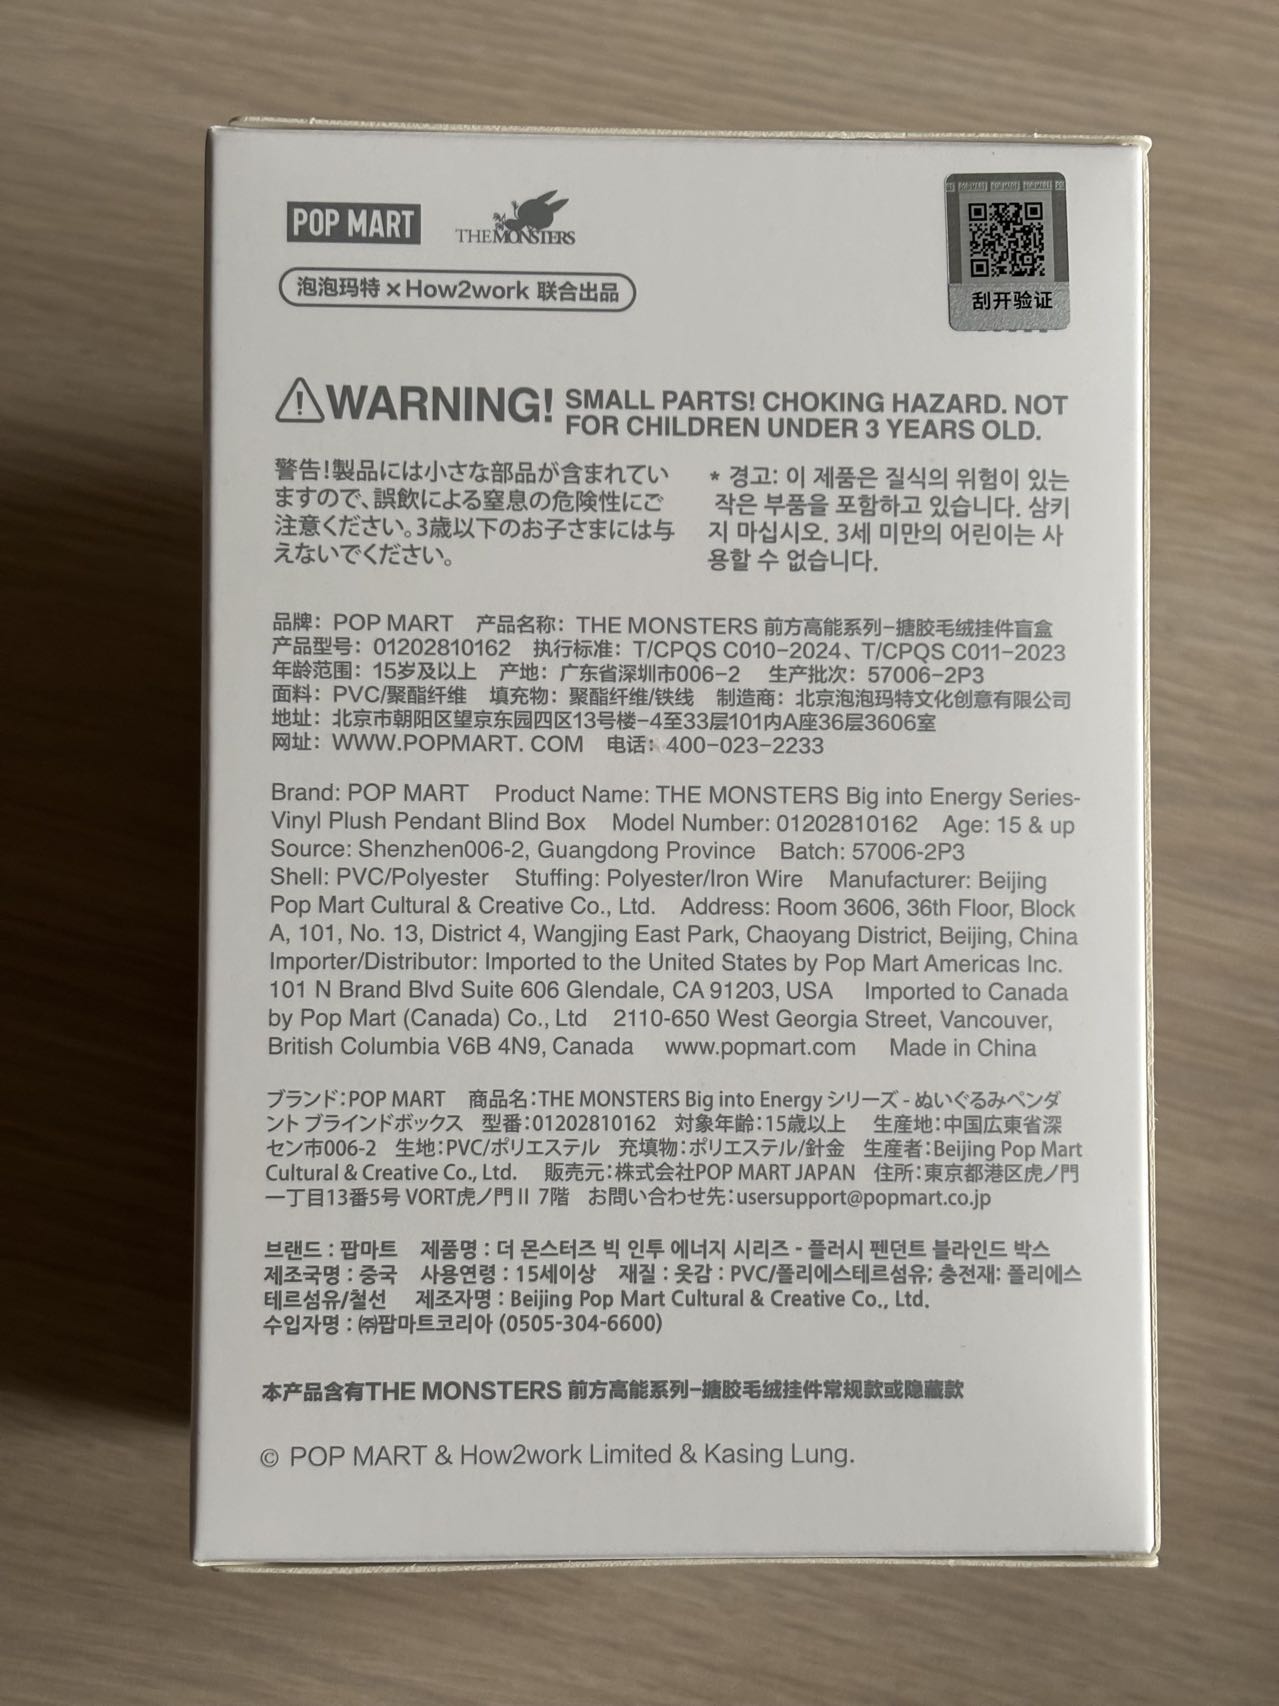 POP MART
THE MONSTERS
泡泡玛特×How2work 联合出品
刮开验证
WARNING! SMALL PARTS! CHOKING HAZARD. NOT
FOR CHILDREN UNDER 3 YEARS OLD.
警告!製品には小さな部品が含まれてい
ますので、誤飲による窒息の危険性にご
注意ください。3歳以下のお子さまには与
えないでください。
* 경고: 이 제품은 질식의 위험이 있는
작은 부품을 포함하고 있습니다. 삼키
지 마십시오. 3세 미만의 어린이는 사
용할 수 없습니다.
品牌: POP MART 产品名称: THE MONSTERS 前方高能系列-搪胶毛绒挂件盲盒
产品型号: 01202810162 执行标准: T/CPQS C010-2024、T/CPQS C011-2023
年龄范围: 15岁及以上 产地: 广东省深圳市006-2 生产批次: 57006-2P3
面料: PVC/聚酯纤维 填充物: 聚酯纤维/铁线 制造商: 北京泡泡玛特文化创意有限公司
地址: 北京市朝阳区望京东园四区13号楼-4至33层101内A座36层3606室
网址: WWW.POPMART. COM 电话: 400-023-2233
Brand: POP MART Product Name: THE MONSTERS Big into Energy Series-
Vinyl Plush Pendant Blind Box Model Number: 01202810162 Age: 15 & up
Source: Shenzhen006-2, Guangdong Province Batch: 57006-2P3
Shell: PVC/Polyester Stuffing: Polyester/Iron Wire Manufacturer: Beijing
Pop Mart Cultural & Creative Co., Ltd. Address: Room 3606, 36th Floor, Block
A, 101, No. 13, District 4, Wangjing East Park, Chaoyang District, Beijing, China
Importer/Distributor: Imported to the United States by Pop Mart Americas Inc.
101 N Brand Blvd Suite 606 Glendale, CA 91203, USA Imported to Canada
by Pop Mart (Canada) Co., Ltd 2110-650 West Georgia Street, Vancouver,
British Columbia V6B 4N9, Canada www.popmart.com Made in China
ブランド:POP MART 商品名:THE MONSTERS Big into Energy シリーズ - ぬいぐるみペンダ
ント ブラインドボックス 型番:01202810162 対象年齢:15歳以上 生産地:中国広東省深
セン市006-2 生地:PVC/ポリエステル 充填物:ポリエステル/針金 生産者:Beijing Pop Mart
Cultural & Creative Co., Ltd. 販売元:株式会社POP MART JAPAN 住所:東京都港区虎ノ門
一丁目13番5号 VORT虎ノ門 II 7階 お問い合わせ先:usersupport@popmart.co.jp
브랜드 : 팝마트 제품명 : 더 몬스터즈 빅 인투 에너지 시리즈 - 플러시 펜던트 블라인드 박스
제조국명 : 중국 사용연령 : 15세이상 재질 : 옷감 : PVC/폴리에스테르섬유; 충전재: 폴리에스
테르섬유/철선 제조자명 : Beijing Pop Mart Cultural & Creative Co., Ltd.
수입자명 : ㈜팝마트코리아 (0505-304-6600)
本产品含有THE MONSTERS 前方高能系列-搪胶毛绒挂件常规款或隐藏款
© POP MART & How2work Limited & Kasing Lung.